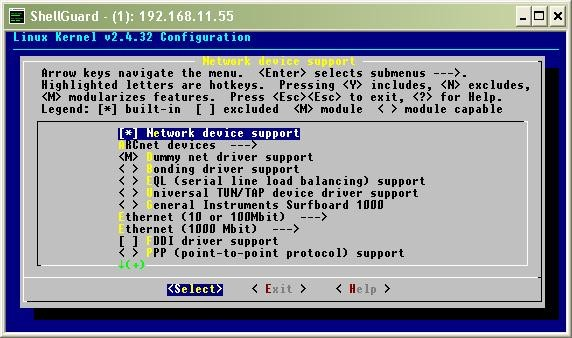 ShellGuard - (1): 192.168.11.55
Linux Kernel v2.4.32 Configuration
Network device support
Arrow keys navigate the menu. <Enter> selects submenus --->.
Highlighted letters are hotkeys. Pressing <Y> includes, <N> excludes,
<M> modularizes features. Press <Esc><Esc> to exit, <?> for Help.
Legend: [*] built-in [ ] excluded <M> module < > module capable
[*] Network device support
ARCnet devices --->
<M> Dummy net driver support
< > Bonding driver support
< > EQL (serial line load balancing) support
< > Universal TUN/TAP device driver support
< > General Instruments Surfboard 1000
Ethernet (10 or 100Mbit) --->
Ethernet (1000 Mbit) --->
[ ] FDDI driver support
< > PPP (point-to-point protocol) support
↓(+)
<Select> < Exit > < Help >